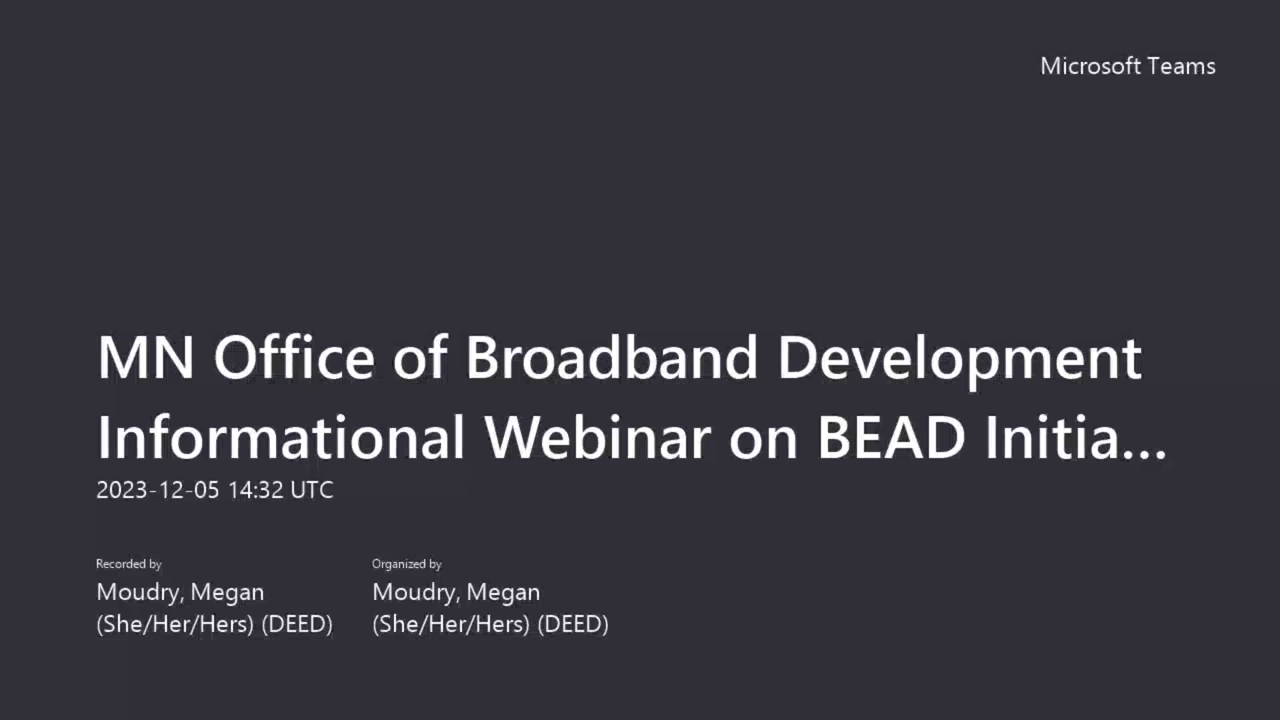 Microsoft Teams
MN Office of Broadband Development
Informational Webinar on BEAD Initia...
2023-12-05 14:32 UTC
Recorded by
Organized by
Moudry, Megan
(She/Her/Hers) (DEED)
Moudry, Megan
(She/Her/Hers) (DEED)